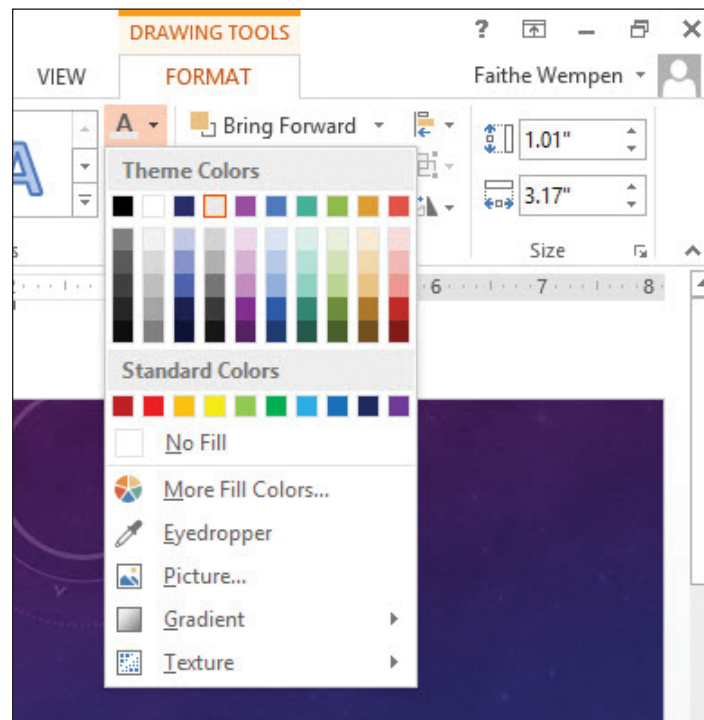 DRAWING TOOLS
?
VIEW
FORMAT
Faithe Wempen
A
A
Bring Forward
1.01"
3.17"
s
Size
Theme Colors
6 7 8
Standard Colors
No Fill
More Fill Colors...
Eyedropper
Picture...
Gradient
Texture